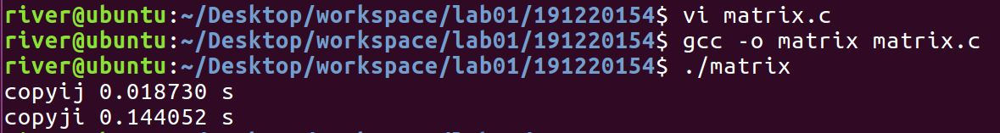 river@ubuntu:~/Desktop/workspace/lab01/191220154$ vi matrix.c
river@ubuntu:~/Desktop/workspace/lab01/191220154$ gcc -o matrix matrix.c
river@ubuntu:~/Desktop/workspace/lab01/191220154$ ./matrix
copyij 0.018730 s
copyji 0.144052 s